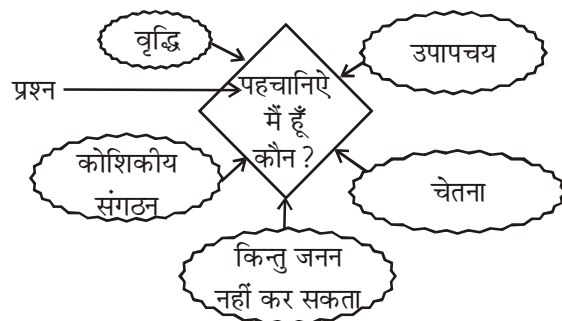 वृद्धि
उपापचय
प्रश्न
पहचानिऐ
मैं हूँ
कौन ?
कोशिकीय
संगठन
चेतना
किन्तु जनन
नहीं कर सकता